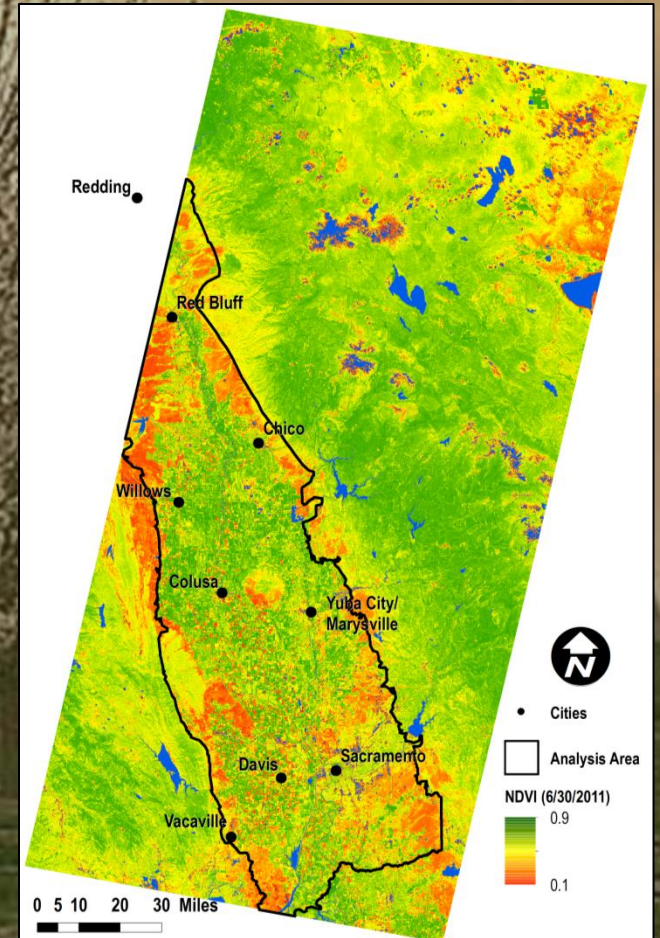 Redding
Red Bluff
Chico
Willows
Colusa
Yuba City/
Marysville
N
Cities
Analysis Area
Sacramento
Davis
NDVI (6/30/2011)
0.9
Vacaville
0.1
0 5 10 20 30 Miles